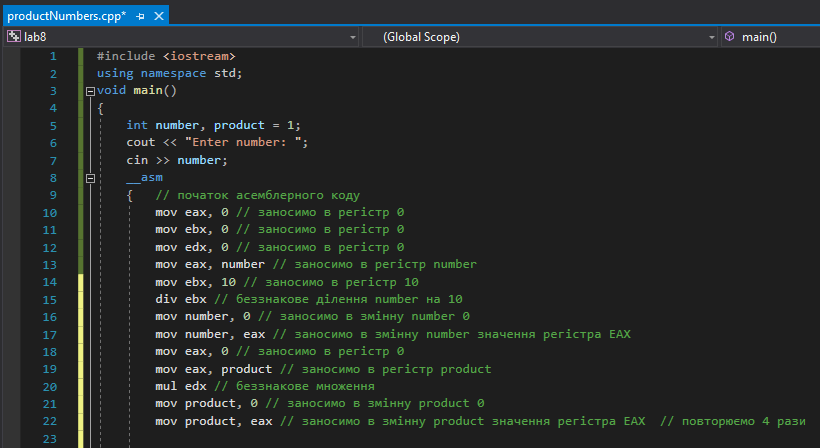 productNumbers.cpp*
lab8 (Global Scope) main()
1 #include <iostream>
2 using namespace std;
3 void main()
4 {
5 int number, product = 1;
6 cout << "Enter number: ";
7 cin >> number;
8 __asm
9 { // початок асемблерного коду
10 mov eax, 0 // заносимо в регістр 0
11 mov ebx, 0 // заносимо в регістр 0
12 mov edx, 0 // заносимо в регістр 0
13 mov eax, number // заносимо в регістр number
14 mov ebx, 10 // заносимо в регістр 10
15 div ebx // беззнакове ділення number на 10
16 mov number, 0 // заносимо в змінну number 0
17 mov number, eax // заносимо в змінну number значення регістра EAX
18 mov eax, 0 // заносимо в регістр 0
19 mov eax, product // заносимо в регістр product
20 mul edx // беззнакове множення
21 mov product, 0 // заносимо в змінну product 0
22 mov product, eax // заносимо в змінну product значення регістра EAX // повторюємо 4 рази
23